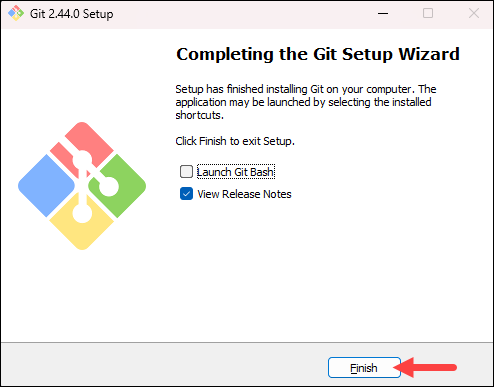 Git 2.44.0 Setup
Completing the Git Setup Wizard
Setup has finished installing Git on your computer. The
application may be launched by selecting the installed
shortcuts.
Click Finish to exit Setup.
Launch Git Bash
View Release Notes
Finish